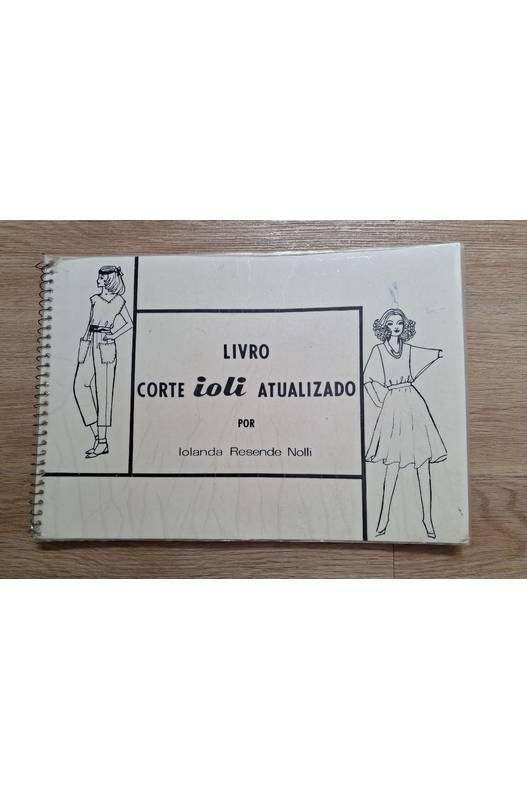 LIVRO
CORTE ioli ATUALIZADO
POR
Iolanda Resende Nolli